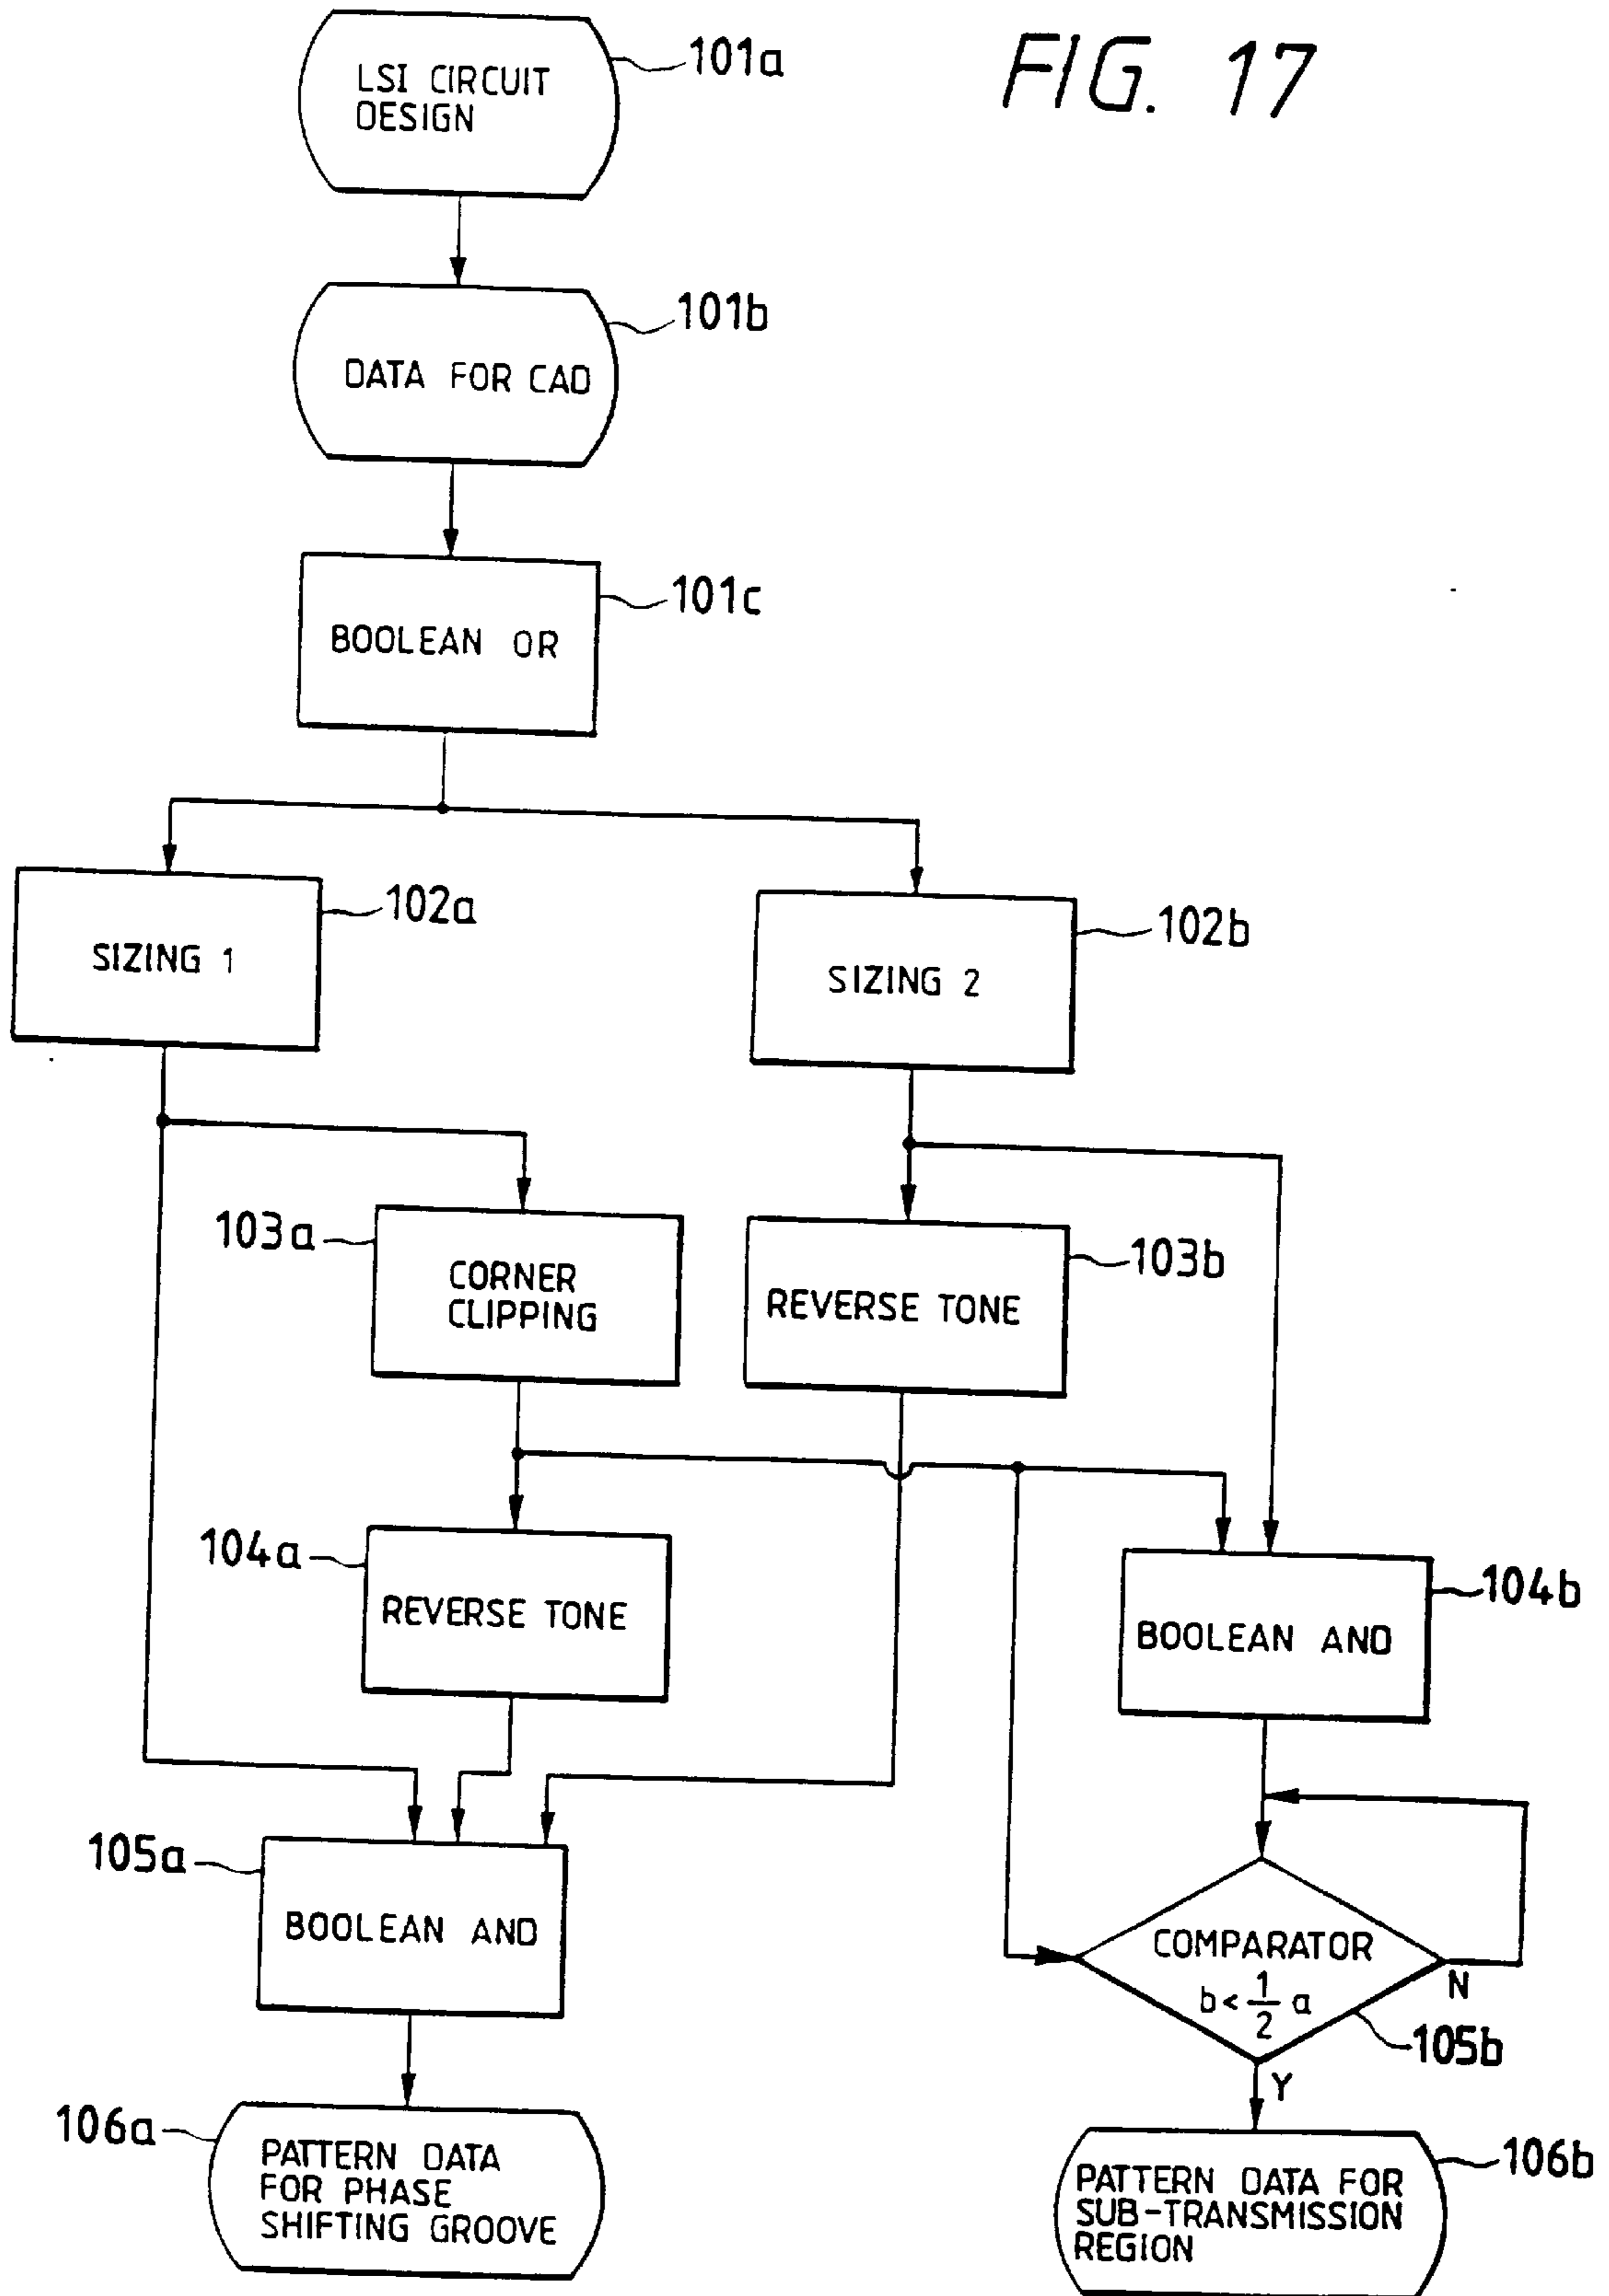 FIG. 17
LSI CIRCUIT
DESIGN
101a
101b
DATA FOR CAD
101c
BOOLEAN OR
102a
SIZING 1
102b
SIZING 2
103a
CORNER
CLIPPING
103b
REVERSE TONE
104a
REVERSE TONE
104b
BOOLEAN AND
105a
BOOLEAN AND
COMPARATOR
b < 1/2 a
N
105b
Y
106a
PATTERN DATA
FOR PHASE
SHIFTING GROOVE
106b
PATTERN DATA FOR
SUB-TRANSMISSION
REGION